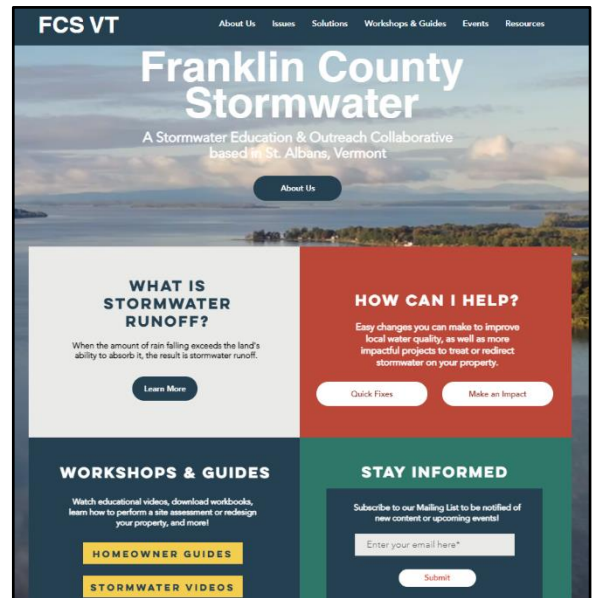 FCS VT
About Us Issues Solutions Workshops & Guides Events Resources
Franklin County
Stormwater
A Stormwater Education & Outreach Collaborative
based in St. Albans, Vermont
About Us
WHAT IS
STORMWATER
RUNOFF?
When the amount of rain falling exceeds the land's
ability to absorb it, the result is stormwater runoff.
Learn More
HOW CAN I HELP?
Easy changes you can make to improve
local water quality, as well as more
impactful projects to treat or redirect
stormwater on your property.
Quick Fixes Make an Impact
WORKSHOPS & GUIDES
Watch educational videos, download workbooks,
learn how to perform a site assessment or redesign
your property, and more!
HOMEOWNER GUIDES
STORMWATER VIDEOS
STAY INFORMED
Subscribe to our Mailing List to be notified of
new content or upcoming events!
Enter your email here*
Submit